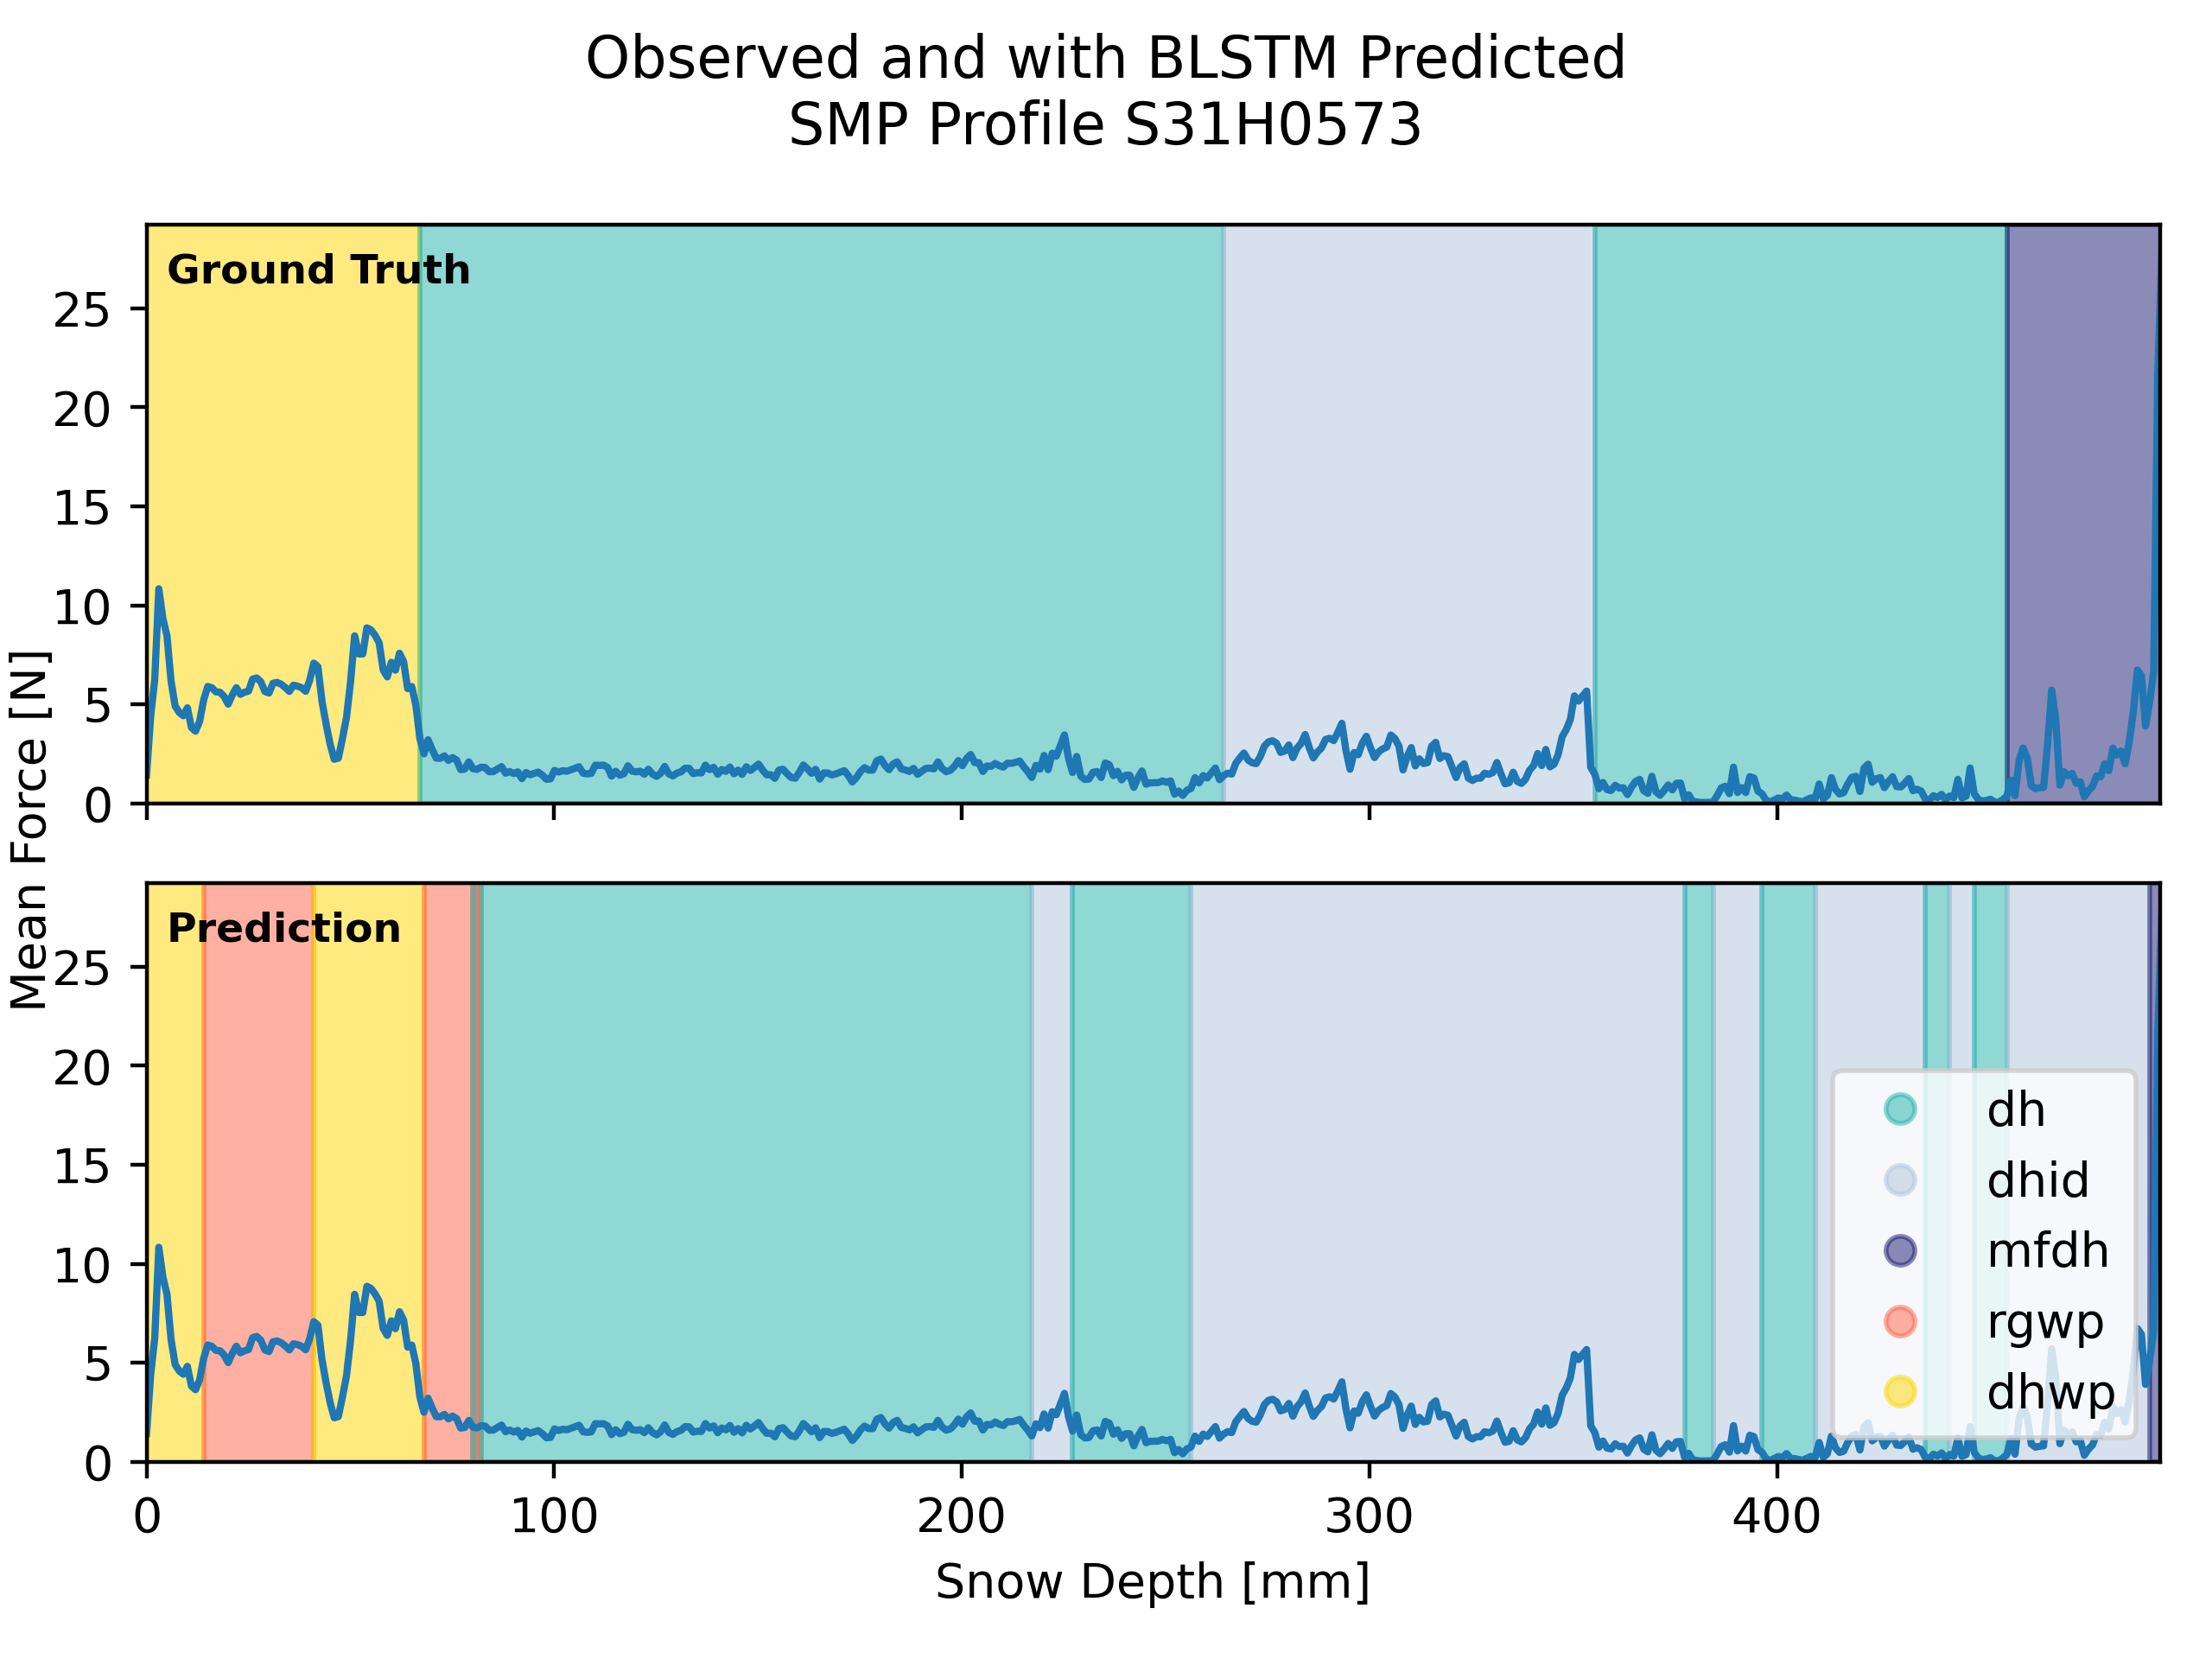 Observed and with BLSTM Predicted
SMP Profile S31H0573
Mean Force [N]
Ground Truth
25
20
15
10
5
0
Prediction
25
20
15
10
5
0
dh
dhid
mfdh
rgwp
dhwp
0 100 200 300 400
Snow Depth [mm]